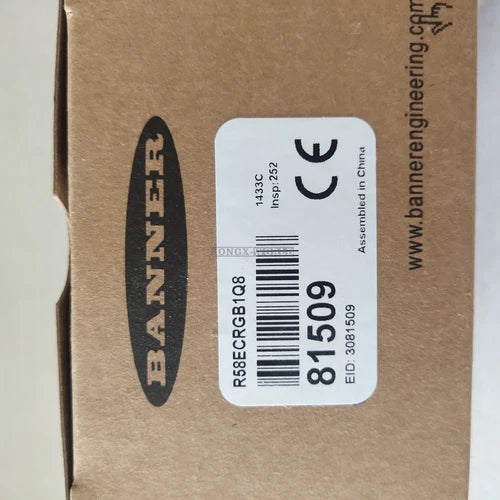 BANNER
R58ECRGB1Q8
81509
EID: 3081509
1433C
Insp: 252
CE
Assembled in China
www.bannerengineering.com